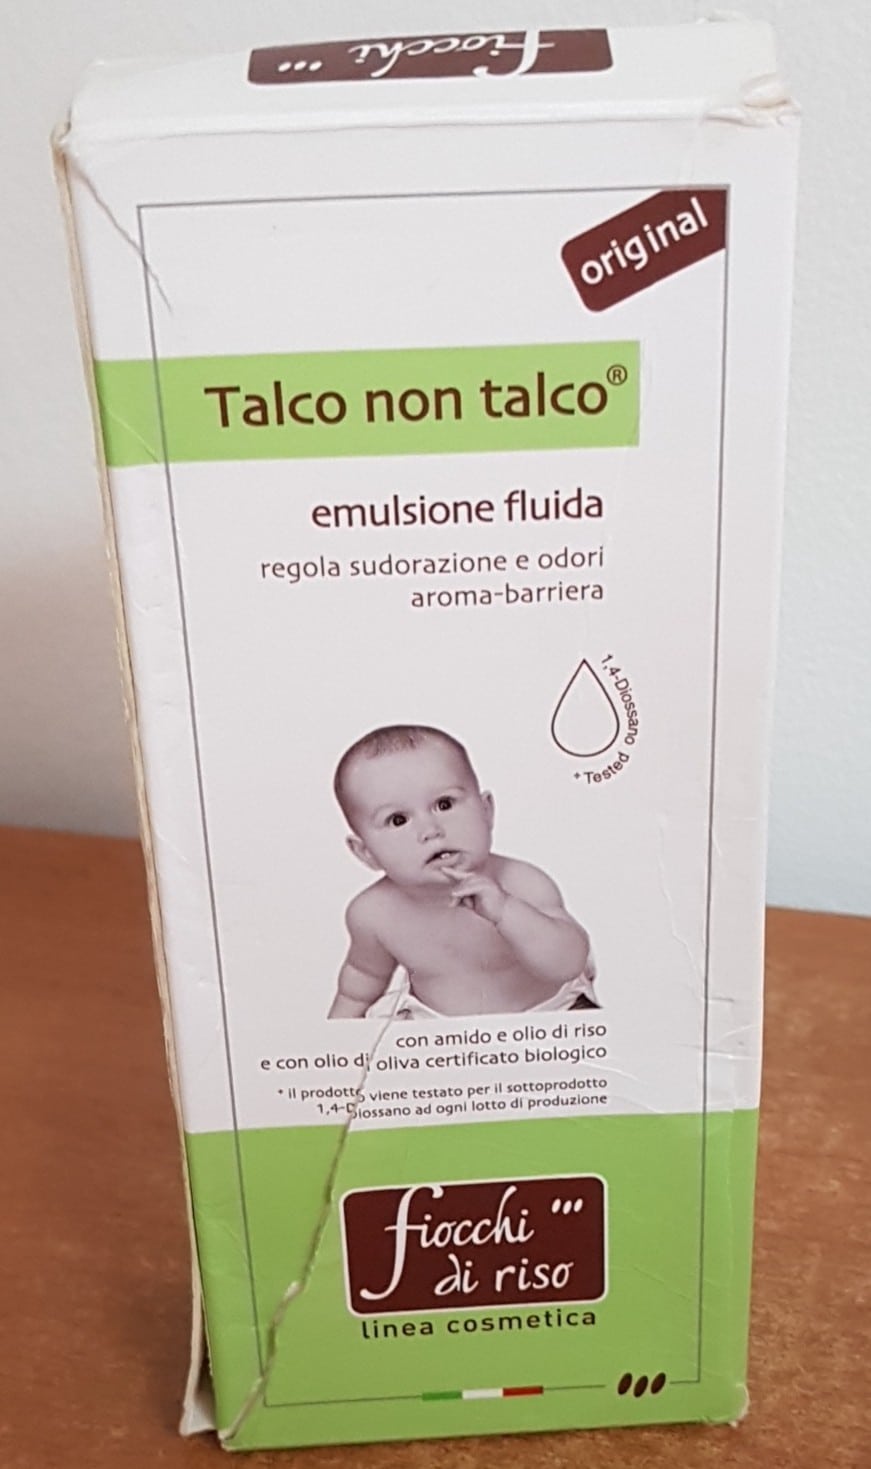 fiocchi
original
Talco non talco®
emulsione fluida
regola sudorazione e odori
aroma-barriera
1,4-Diossano
*Tested
con amido e olio di riso
e con olio di oliva certificato biologico
* il prodotto viene testato per il sottoprodotto
1,4-Diossano ad ogni lotto di produzione
fiocchi
di riso
linea cosmetica